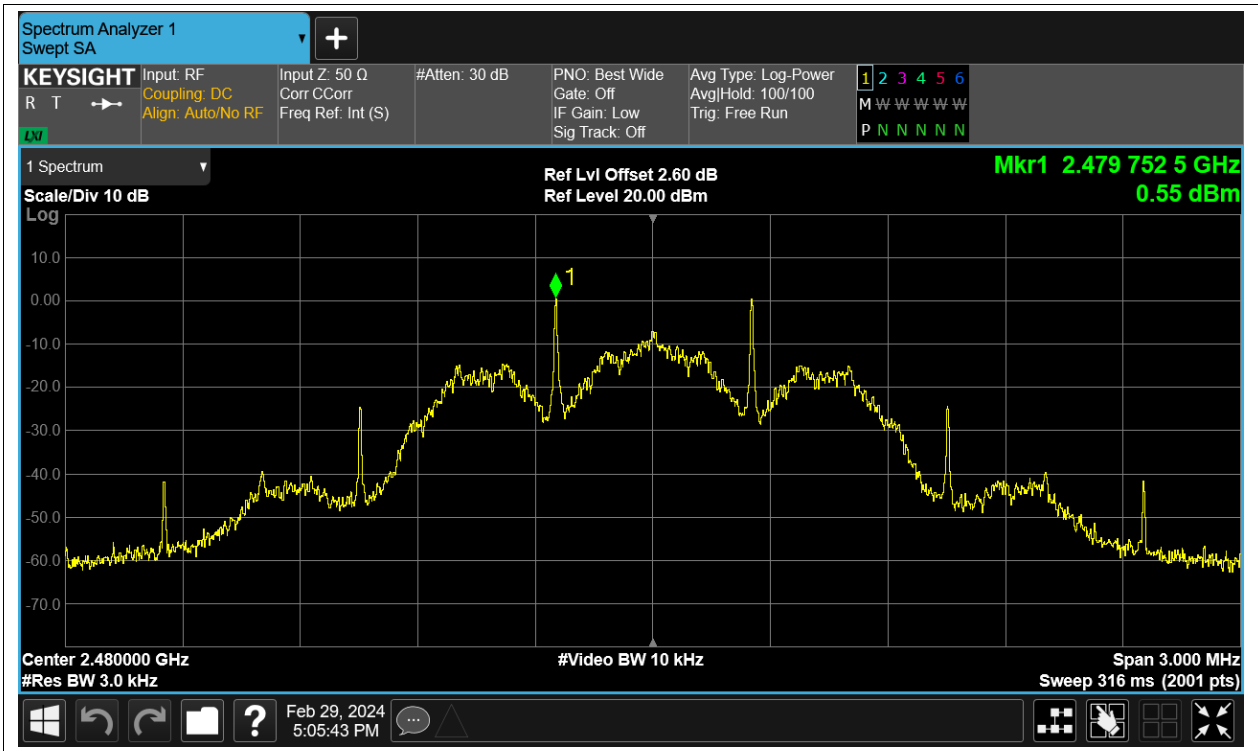 Spectrum Analyzer 1
Swept SA
KEYSIGHT
R T
LXI
Input: RF
Coupling: DC
Align: Auto/No RF
Input Z: 50 Ω
Corr CCorr
Freq Ref: Int (S)
#Atten: 30 dB
PNO: Best Wide
Gate: Off
IF Gain: Low
Sig Track: Off
Avg Type: Log-Power
Avg|Hold: 100/100
Trig: Free Run
1 2 3 4 5 6
M W W W W W W
P N N N N N
1 Spectrum
Scale/Div 10 dB
Log
Ref Lvl Offset 2.60 dB
Ref Level 20.00 dBm
Mkr1 2.479 752 5 GHz
0.55 dBm
1
10.0
0.00
-10.0
-20.0
-30.0
-40.0
-50.0
-60.0
-70.0
Center 2.480000 GHz
#Res BW 3.0 kHz
#Video BW 10 kHz
Span 3.000 MHz
Sweep 316 ms (2001 pts)
?
Feb 29, 2024
5:05:43 PM